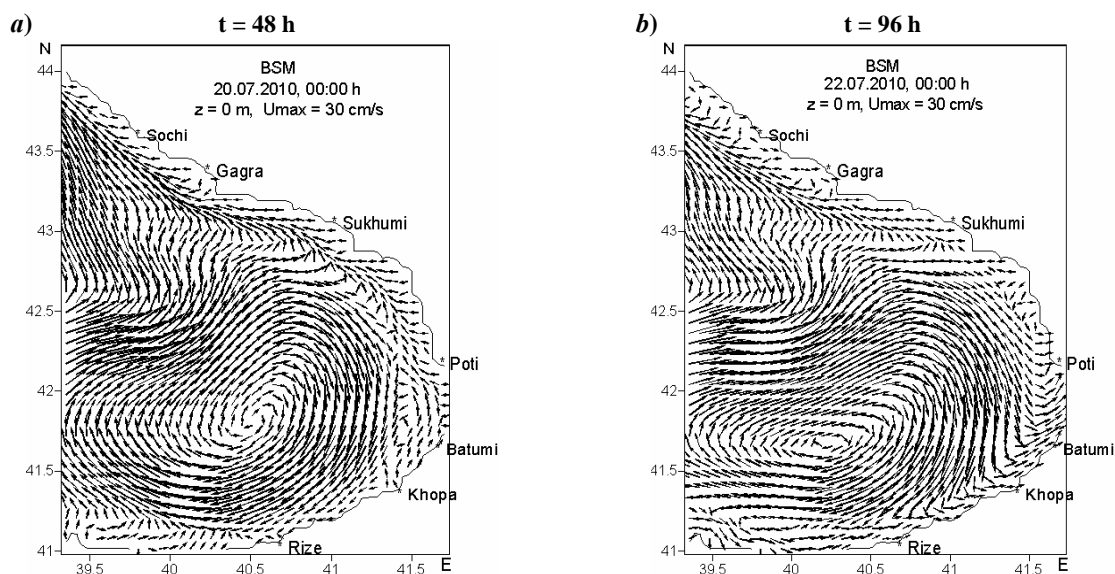 a) t = 48 h
N
44
43.5
43
42.5
42
41.5
41
BSM
20.07.2010, 00:00 h
z = 0 m, Umax = 30 cm/s
* Sochi
* Gagra
* Sukhumi
* Poti
* Batumi
* Khopa
* Rize
39.5 40 40.5 41 41.5 E
b) t = 96 h
N
44
43.5
43
42.5
42
41.5
41
BSM
22.07.2010, 00:00 h
z = 0 m, Umax = 30 cm/s
* Sochi
* Gagra
* Sukhumi
* Poti
Batumi
* Khopa
* Rize
39.5 40 40.5 41 41.5 E